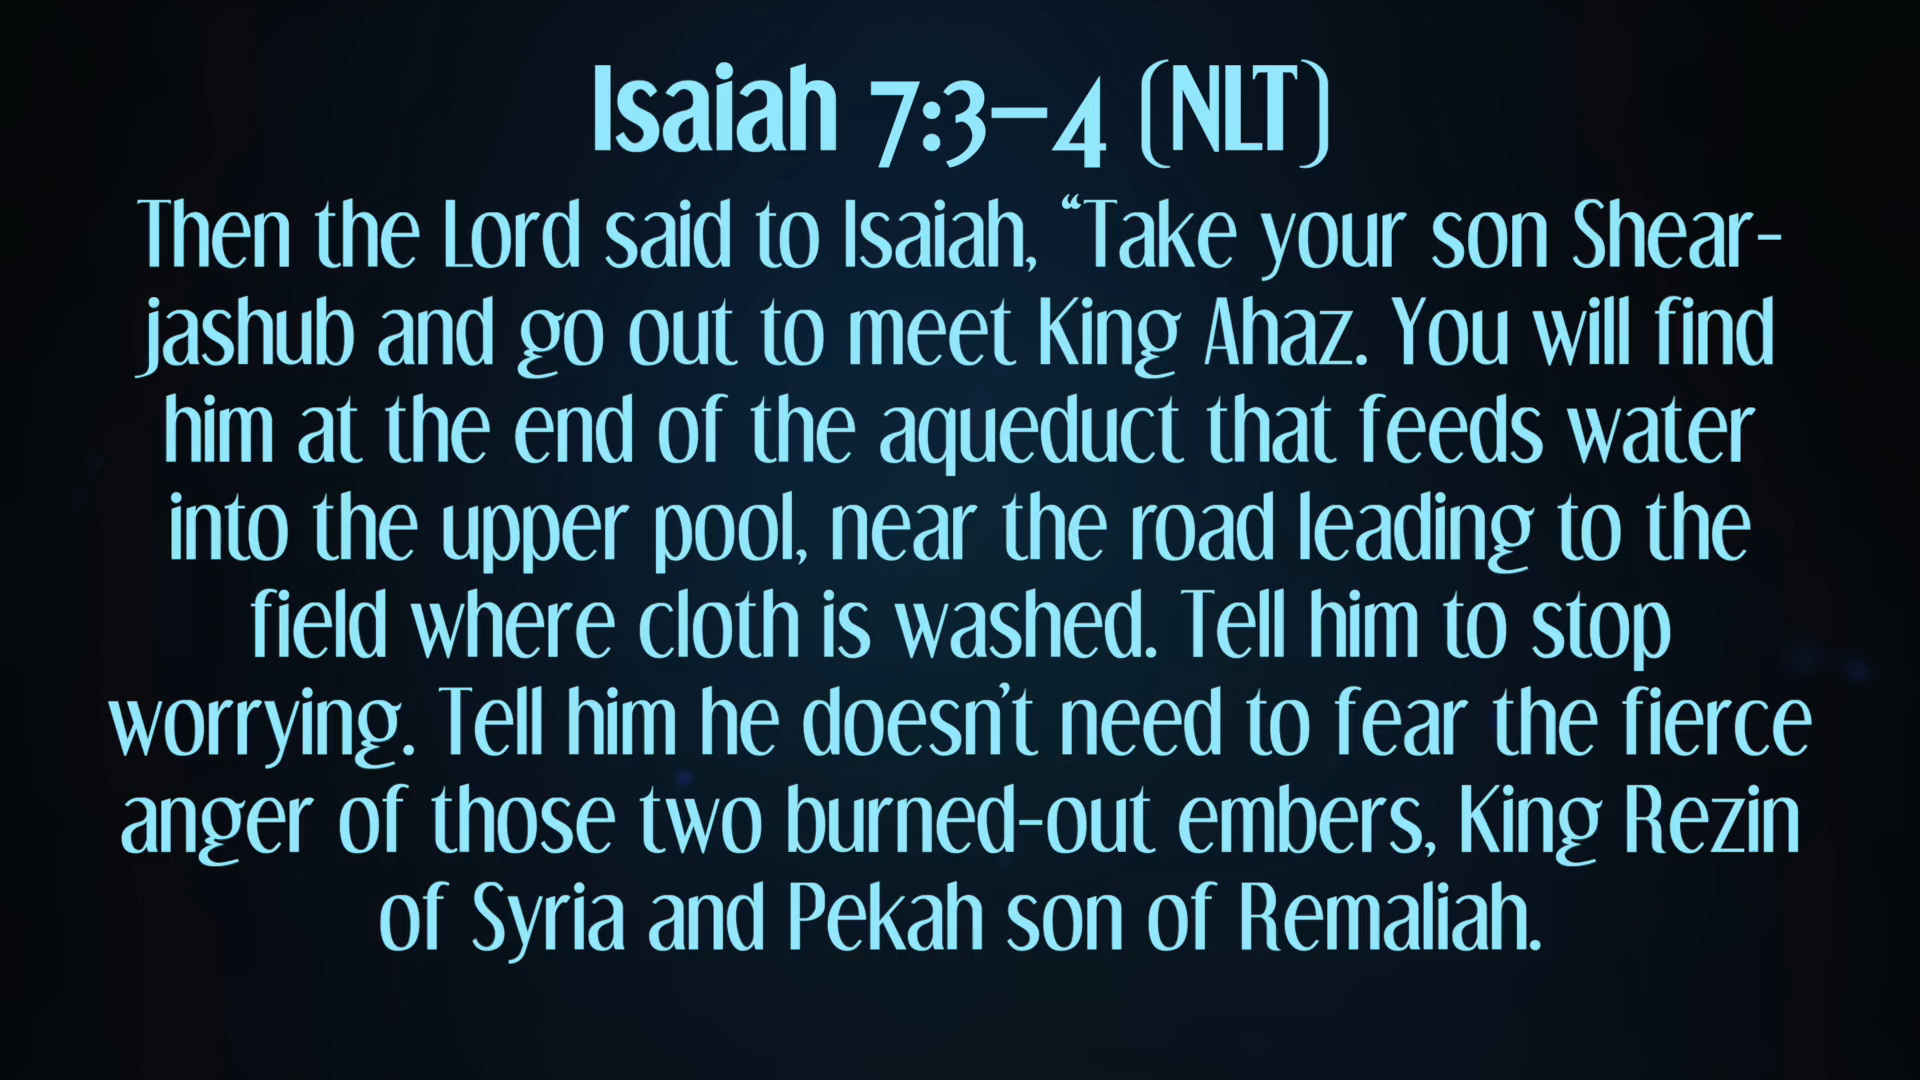 Isaiah 7:3–4 (NLT)
Then the Lord said to Isaiah, “Take your son Shear-
jashub and go out to meet King Ahaz. You will find
him at the end of the aqueduct that feeds water
into the upper pool, near the road leading to the
field where cloth is washed. Tell him to stop
worrying. Tell him he doesn’t need to fear the fierce
anger of those two burned-out embers, King Rezin
of Syria and Pekah son of Remaliah.